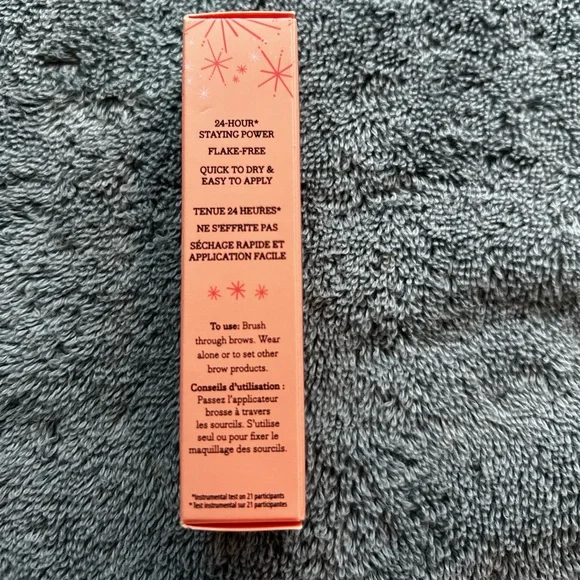 24-HOUR*
STAYING POWER
FLAKE-FREE
QUICK TO DRY &
EASY TO APPLY
TENUE 24 HEURES*
NE S'EFFRITE PAS
SÉCHAGE RAPIDE ET
APPLICATION FACILE
To use: Brush
through brows. Wear
alone or to set other
brow products.
Conseils d'utilisation :
Passez l'applicateur
brosse à travers
les sourcils. S'utilise
seul ou pour fixer le
maquillage des sourcils.
*Instrumental test on 21 participants
* Test instrumental sur 21 participantes